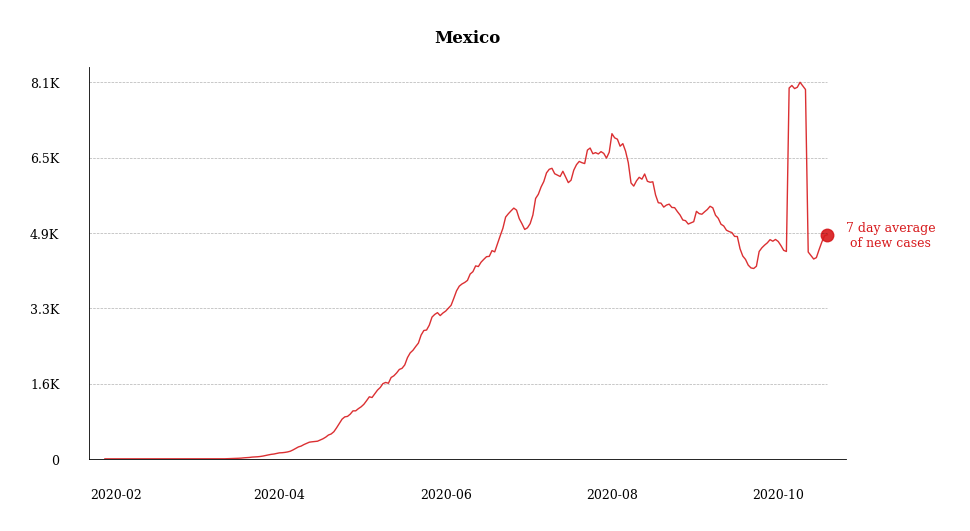 Mexico
8.1K
6.5K
4.9K
3.3K
1.6K
0
7 day average
of new cases
2020-02
2020-04
2020-06
2020-08
2020-10